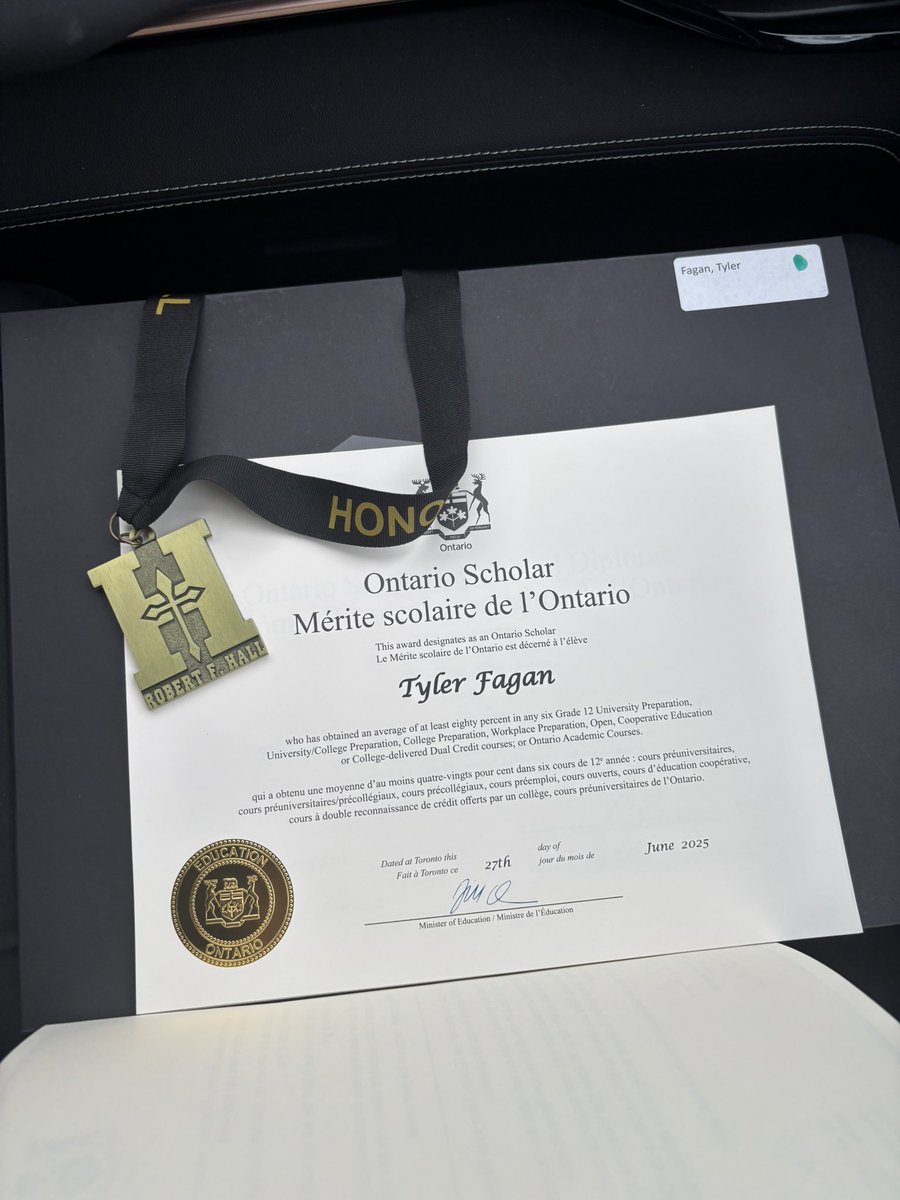 Fagan, Tyler
L
HONO
Ontario
Ontario Scholar
Mérite scolaire de l'Ontario
This award designates as an Ontario Scholar
Le Mérite scolaire de l'Ontario est décerné à l'élève
Tyler Fagan
who has obtained an average of at least eighty percent in any six Grade 12 University Preparation,
University/College Preparation, College Preparation, Workplace Preparation, Open, Cooperative Education
or College-delivered Dual Credit courses; or Ontario Academic Courses.
qui a obtenu une moyenne d'au moins quatre-vingts pour cent dans six cours de 12e année : cours préuniversitaires,
cours préuniversitaires/précollégiaux, cours précollégiaux, cours préemploi, cours ouverts, cours d'éducation coopérative,
cours à double reconnaissance de crédit offerts par un collège, cours préuniversitaires de l'Ontario.
Dated at Toronto this 27th day of June 2025
Fait à Toronto ce jour du mois de
Minister of Education / Ministre de l'Éducation
ROBERT F. HALL
EDUCATION
ONTARIO